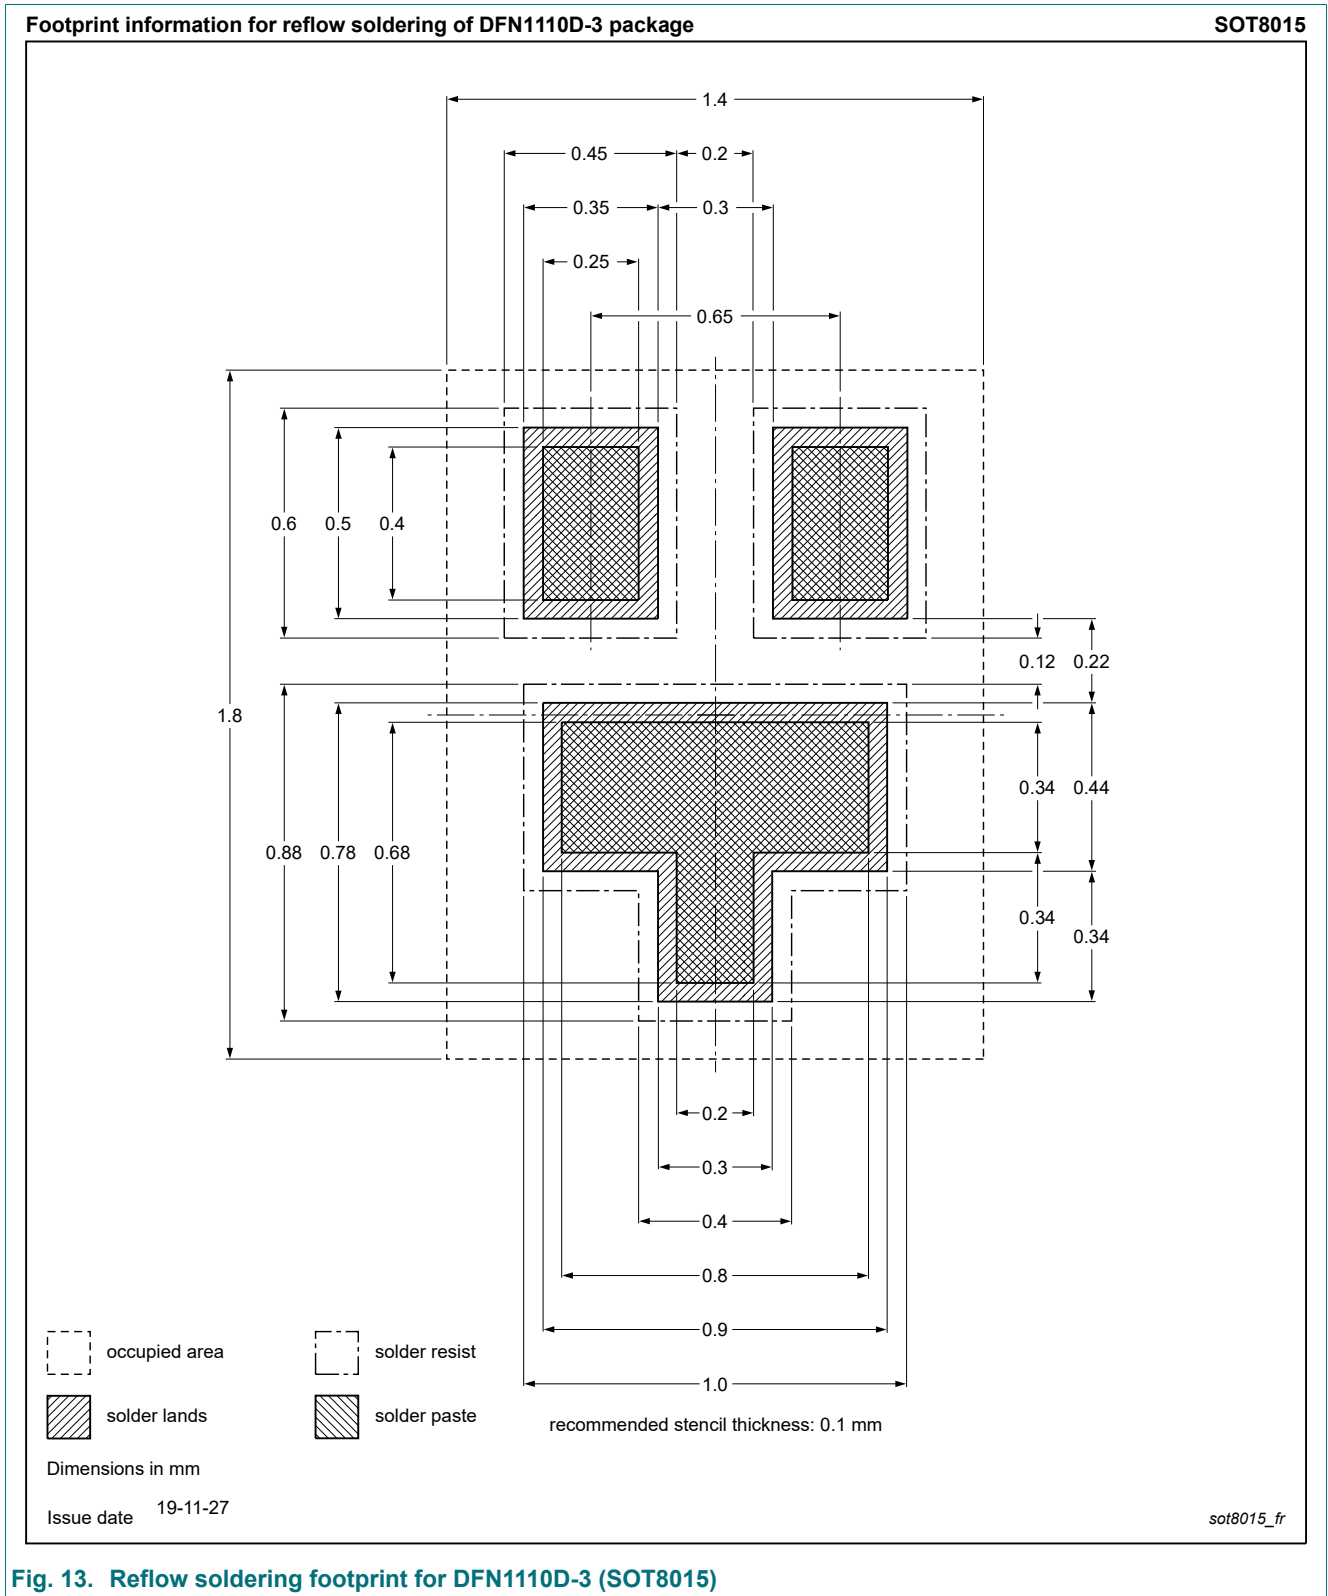 Footprint information for reflow soldering of DFN1110D-3 package SOT8015
1.4
0.45 0.2
0.35 0.3
0.25
0.65
0.6 0.5 0.4
0.12 0.22
1.8
0.34 0.44
0.88 0.78 0.68
0.34
0.34
0.2
0.3
0.4
0.8
0.9
1.0
occupied area solder resist
solder lands solder paste
recommended stencil thickness: 0.1 mm
Dimensions in mm
Issue date 19-11-27
sot8015_fr
Fig. 13. Reflow soldering footprint for DFN1110D-3 (SOT8015)